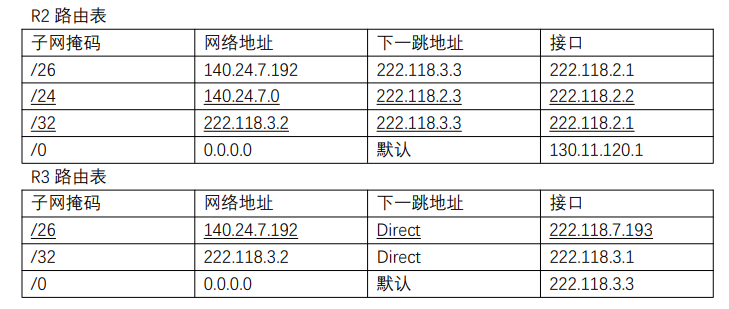 R2 路由表
子网掩码 网络地址 下一跳地址 接口
/26 140.24.7.192 222.118.3.3 222.118.2.1
/24 140.24.7.0 222.118.2.3 222.118.2.2
/32 222.118.3.2 222.118.3.3 222.118.2.1
/0 0.0.0.0 默认 130.11.120.1
R3 路由表
子网掩码 网络地址 下一跳地址 接口
/26 140.24.7.192 Direct 222.118.7.193
/32 222.118.3.2 Direct 222.118.3.1
/0 0.0.0.0 默认 222.118.3.3